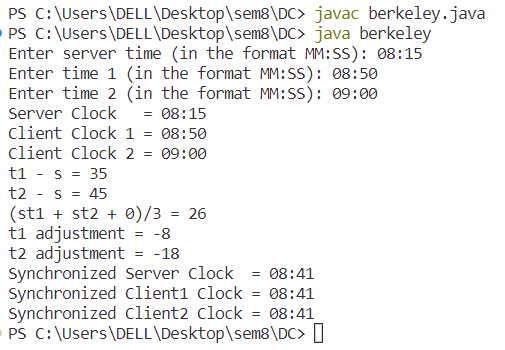 PS C:\Users\DELL\Desktop\sem8\DC> javac berkeley.java
PS C:\Users\DELL\Desktop\sem8\DC> java berkeley
Enter server time (in the format MM:SS): 08:15
Enter time 1 (in the format MM:SS): 08:50
Enter time 2 (in the format MM:SS): 09:00
Server Clock   = 08:15
Client Clock 1 = 08:50
Client Clock 2 = 09:00
t1 - s = 35
t2 - s = 45
(st1 + st2 + 0)/3 = 26
t1 adjustment = -8
t2 adjustment = -18
Synchronized Server Clock  = 08:41
Synchronized Client1 Clock = 08:41
Synchronized Client2 Clock = 08:41
PS C:\Users\DELL\Desktop\sem8\DC>